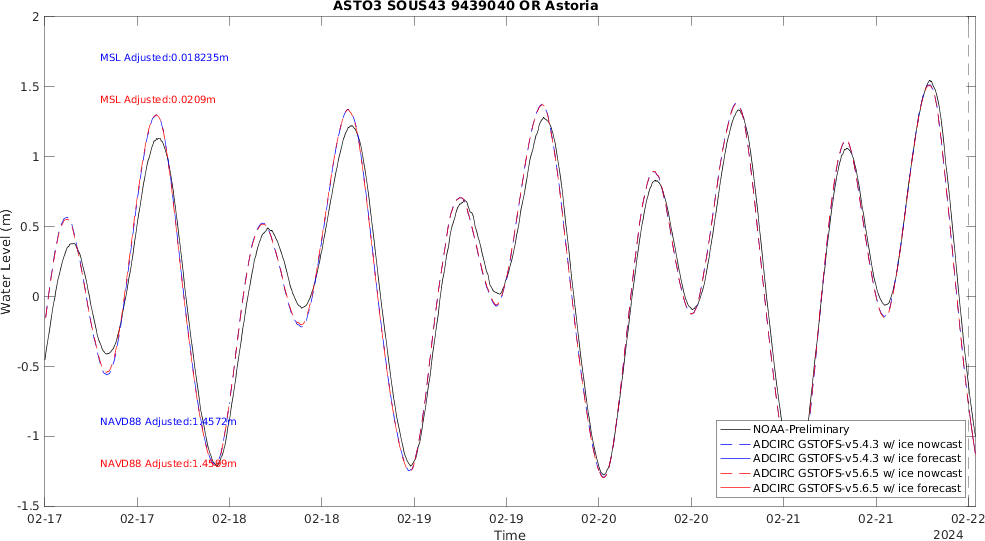 ASTO3 SOUS43 9439040 OR Astoria
2
1.5
1
0.5
0
-0.5
-1
-1.5
Water Level (m)
MSL Adjusted:0.018235m
MSL Adjusted:0.0209m
NAVD88 Adjusted:1.4572m
NAVD88 Adjusted:
NOAA-Preliminary
ADCIRC GSTOFS-v5.4.3 w/ ice nowcast
ADCIRC GSTOFS-v5.4.3 w/ ice forecast
ADCIRC GSTOFS-v5.6.5 w/ ice nowcast
ADCIRC GSTOFS-v5.6.5 w/ ice forecast
02-17 02-17 02-18 02-18 02-19 02-19 02-20 02-20 02-21 02-21 02-22
Time
2024